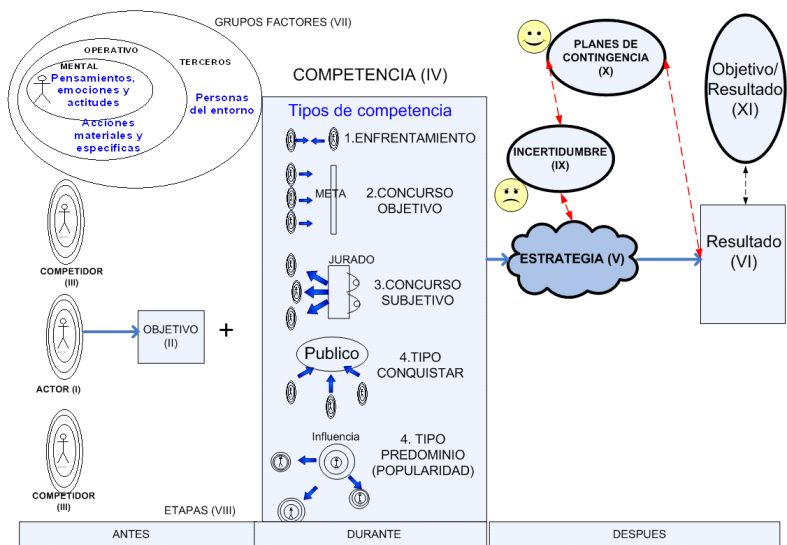 GRUPOS FACTORES (VII)
OPERATIVO
MENTAL
TERCEROS
Pensamientos,
emociones y
actitudes
Personas
del entorno
Acciones
materiales y
especificas
COMPETIDOR
(III)
ACTOR (I)
OBJETIVO
(II)
+
COMPETIDOR
(III)
ETAPAS (VIII)
COMPETENCIA (IV)
Tipos de competencia
1.ENFRENTAMIENTO
META
2.CONCURSO
OBJETIVO
JURADO
3.CONCURSO
SUBJETIVO
Publico
4.TIPO
CONQUISTAR
Influencia
4. TIPO
PREDOMINIO
(POPULARIDAD)
PLANES DE
CONTINGENCIA
(X)
INCERTIDUMBRE
(IX)
ESTRATEGIA (V)
Objetivo/
Resultado
(XI)
Resultado
(VI)
ANTES
DURANTE
DESPUES